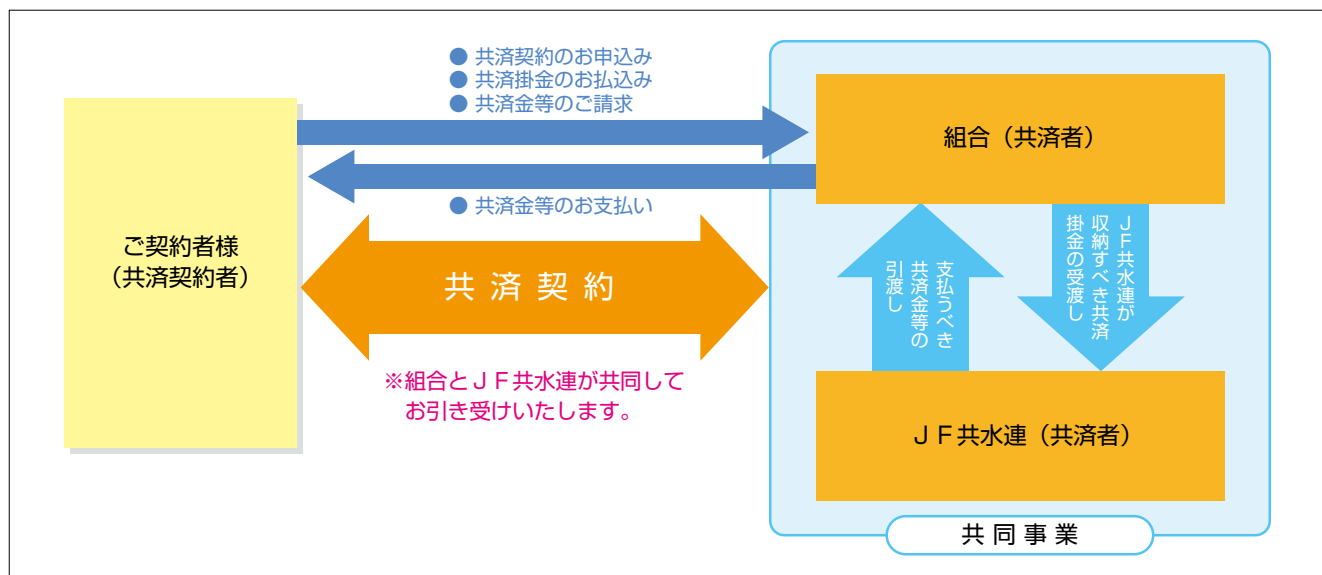 ● 共済契約のお申込み
● 共済掛金のお払込み
● 共済金等のご請求
組合（共済者）
● 共済金等のお支払い
ご契約者様
（共済契約者）
共済契約
支払うべき
共済金等の
引渡し
ＪＦ共水連が
収納すべき共済
掛金の受渡し
※組合とＪＦ共水連が共同して
お引き受けいたします。
ＪＦ共水連（共済者）
共同事業